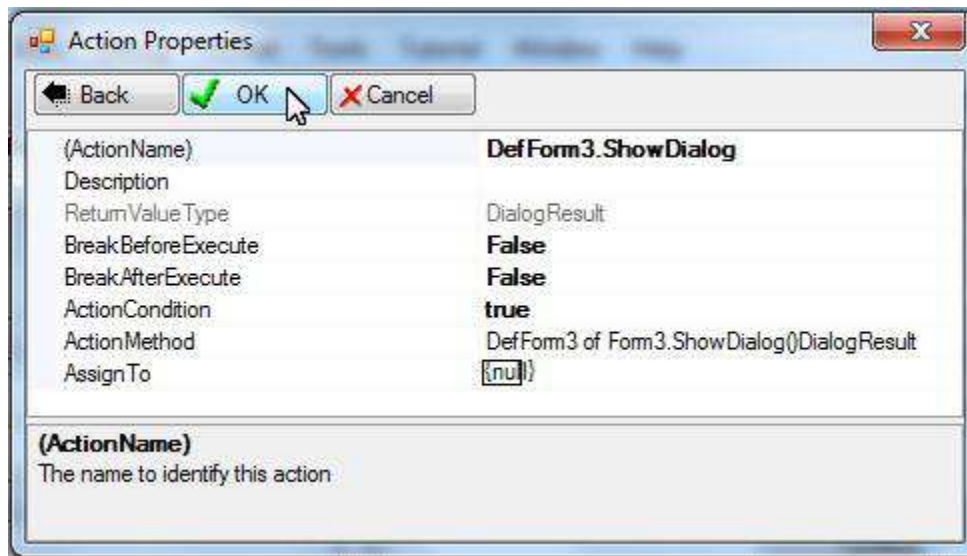 Action Properties
Back OK Cancel
(ActionName) DefForm3.ShowDialog
Description
ReturnValueType DialogResult
BreakBeforeExecute False
BreakAfterExecute False
ActionCondition true
ActionMethod DefForm3 of Form3.ShowDialog()DialogResult
AssignTo {null}
(ActionName)
The name to identify this action